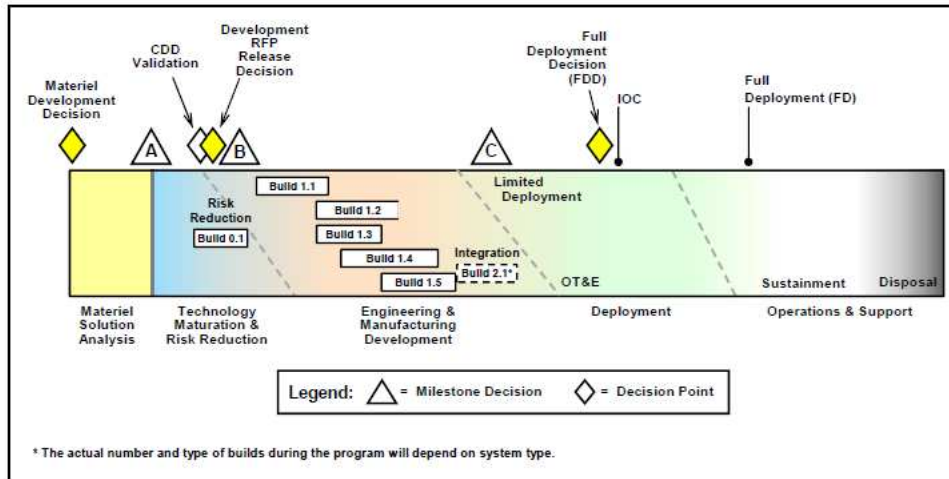 Materiel
Development
Decision
CDD
Validation
Development
RFP
Release
Decision
Full
Deployment
Decision
(FDD)
IOC
Full
Deployment (FD)
A
B
C
Build 1.1
Limited
Deployment
Risk
Reduction
Build 1.2
Build 0.1
Build 1.3
Build 1.4
Integration
Build 2.1*
Build 1.5
OT&E
Sustainment
Disposal
Materiel
Solution
Analysis
Technology
Maturation &
Risk Reduction
Engineering &
Manufacturing
Development
Deployment
Operations & Support
Legend: = Milestone Decision = Decision Point
* The actual number and type of builds during the program will depend on system type.